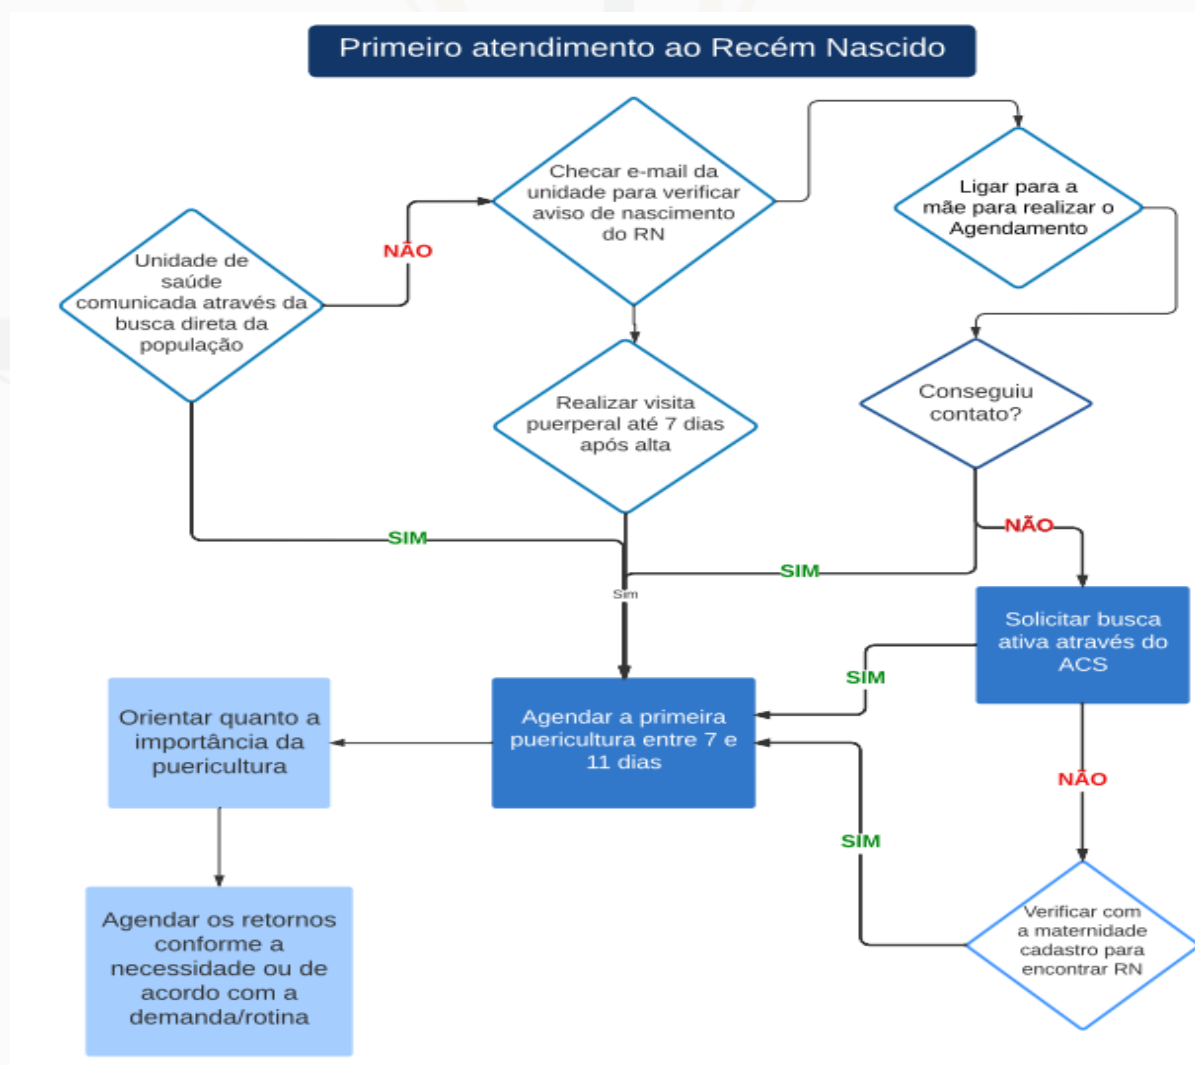 Primeiro atendimento ao Recém Nascido
Checar e-mail da
unidade para verificar
aviso de nascimento
do RN
Ligar para a
mãe para realizar o
Agendamento
NÃO
Unidade de
saúde
comunicada através da
busca direta da
população
Realizar visita
puerperal até 7 dias
após alta
Conseguiu
contato?
SIM
NÃO
SIM
Sim
Solicitar busca
ativa através do
ACS
SIM
Orientar quanto a
importância da
puericultura
Agendar a primeira
puericultura entre 7 e
11 dias
NÃO
SIM
Agendar os retornos
conforme a
necessidade ou de
acordo com a
demanda/rotina
Verificar com
a maternidade
cadastro para
encontrar RN